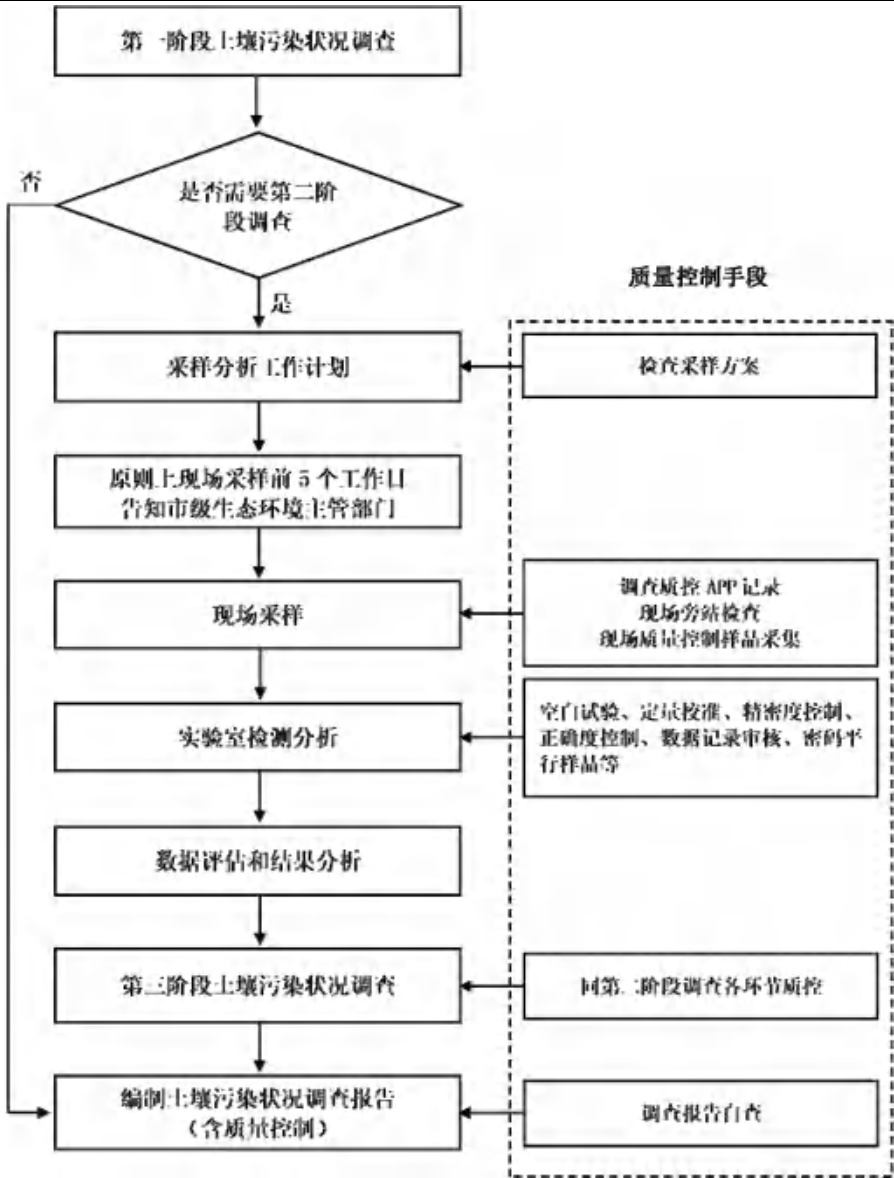 第一阶段土壤污染状况调查
否
是否需要第二阶
段调查
是
质量控制手段
采样分析工作计划
检查采样方案
原则上现场采样前 5 个工作日
告知市级生态环境主管部门
现场采样
调查质控 APP 记录
现场旁站检查
现场质量控制样品采集
实验室检测分析
空白试验、定量校准、精密度控制、
正确度控制、数据记录审核、密码平
行样品等
数据评估和结果分析
第三阶段土壤污染状况调查
同第二阶段调查各环节质控
编制土壤污染状况调查报告
（含质量控制）
调查报告自查